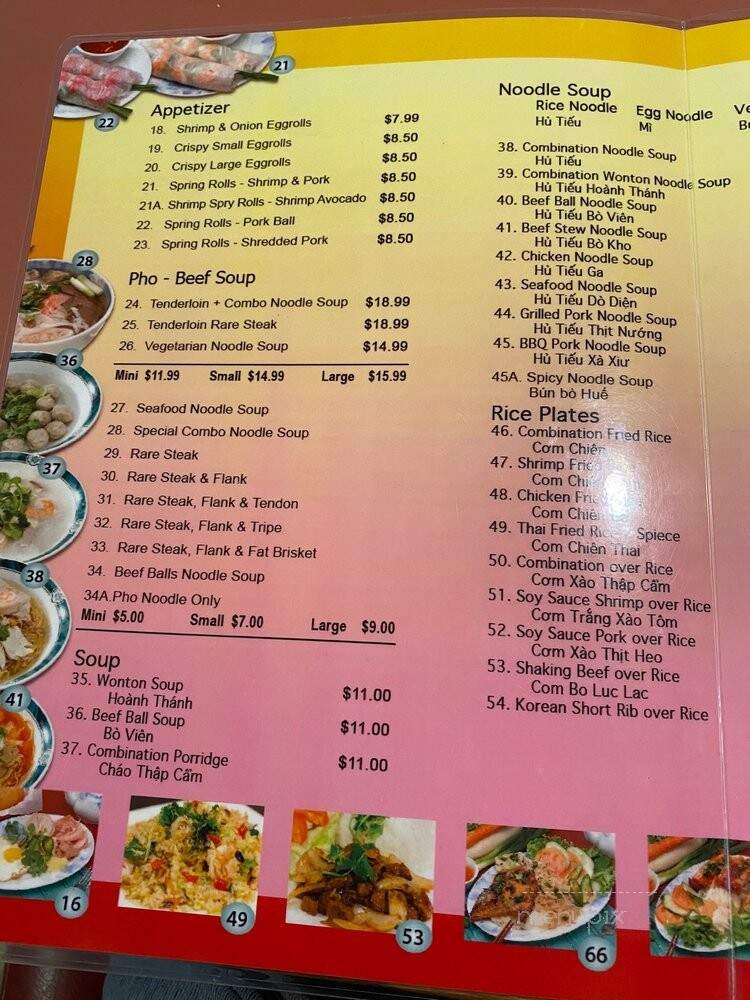 21
22
Appetizer
18. Shrimp & Onion Eggrolls $7.99
19. Crispy Small Eggrolls $8.50
20. Crispy Large Eggrolls $8.50
21. Spring Rolls - Shrimp & Pork $8.50
21A. Shrimp Spry Rolls - Shrimp Avocado $8.50
22. Spring Rolls - Pork Ball $8.50
23. Spring Rolls - Shredded Pork $8.50
28
Pho - Beef Soup
24. Tenderloin + Combo Noodle Soup $18.99
25. Tenderloin Rare Steak $18.99
26. Vegetarian Noodle Soup $14.99
36
Mini $11.99 Small $14.99 Large $15.99
27. Seafood Noodle Soup
28. Special Combo Noodle Soup
29. Rare Steak
37
30. Rare Steak & Flank
31. Rare Steak, Flank & Tendon
32. Rare Steak, Flank & Tripe
33. Rare Steak, Flank & Fat Brisket
38
34. Beef Balls Noodle Soup
34A.Pho Noodle Only
Mini $5.00 Small $7.00 Large $9.00
Soup
35. Wonton Soup $11.00
Hoành Thánh
41
36. Beef Ball Soup $11.00
Bò Viên
37. Combination Porridge $11.00
Cháo Thập Cẩm
Noodle Soup
Rice Noodle Egg Noodle
Hủ Tiếu Mì
38. Combination Noodle Soup
Hủ Tiếu
39. Combination Wonton Noodle Soup
Hủ Tiếu Hoành Thánh
40. Beef Ball Noodle Soup
Hủ Tiếu Bò Viên
41. Beef Stew Noodle Soup
Hủ Tiếu Bò Kho
42. Chicken Noodle Soup
Hủ Tiếu Ga
43. Seafood Noodle Soup
Hủ Tiếu Dò Diện
44. Grilled Pork Noodle Soup
Hủ Tiếu Thịt Nướng
45. BBQ Pork Noodle Soup
Hủ Tiếu Xà Xiư
45A. Spicy Noodle Soup
Bún bò Huế
Rice Plates
46. Combination Fried Rice
Cơm Chiên
47. Shrimp
Com
48. Chicken
Cơm Chiên
49. Thai Fried Spiece
Com Chiên Thai
50. Combination over Rice
Cơm Xào Thập Cẩm
51. Soy Sauce Shrimp over Rice
Cơm Trắng Xào Tôm
52. Soy Sauce Pork over Rice
Cơm Xào Thịt Heo
53. Shaking Beef over Rice
Com Bo Luc Lac
54. Korean Short Rib over Rice
16
49
53
66
menupix